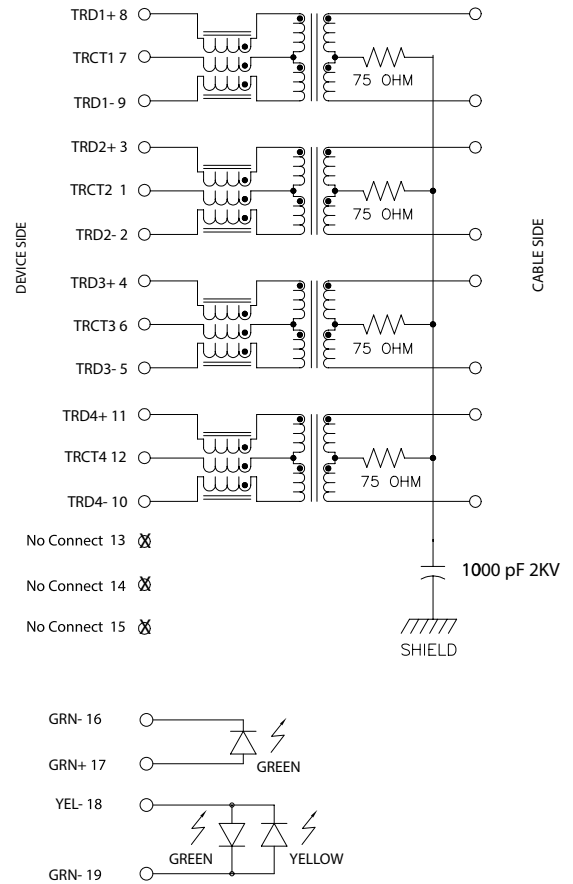 TRD1+ 8
TRCT1 7
75 OHM
TRD1- 9
TRD2+ 3
TRCT2 1
75 OHM
TRD2- 2
DEVICE SIDE
CABLE SIDE
TRD3+ 4
TRCT3 6
75 OHM
TRD3- 5
TRD4+ 11
TRCT4 12
75 OHM
TRD4- 10
No Connect 13
No Connect 14
1000 pF 2KV
No Connect 15
SHIELD
GRN- 16
GRN+ 17
GREEN
YEL- 18
GREEN
YELLOW
GRN- 19